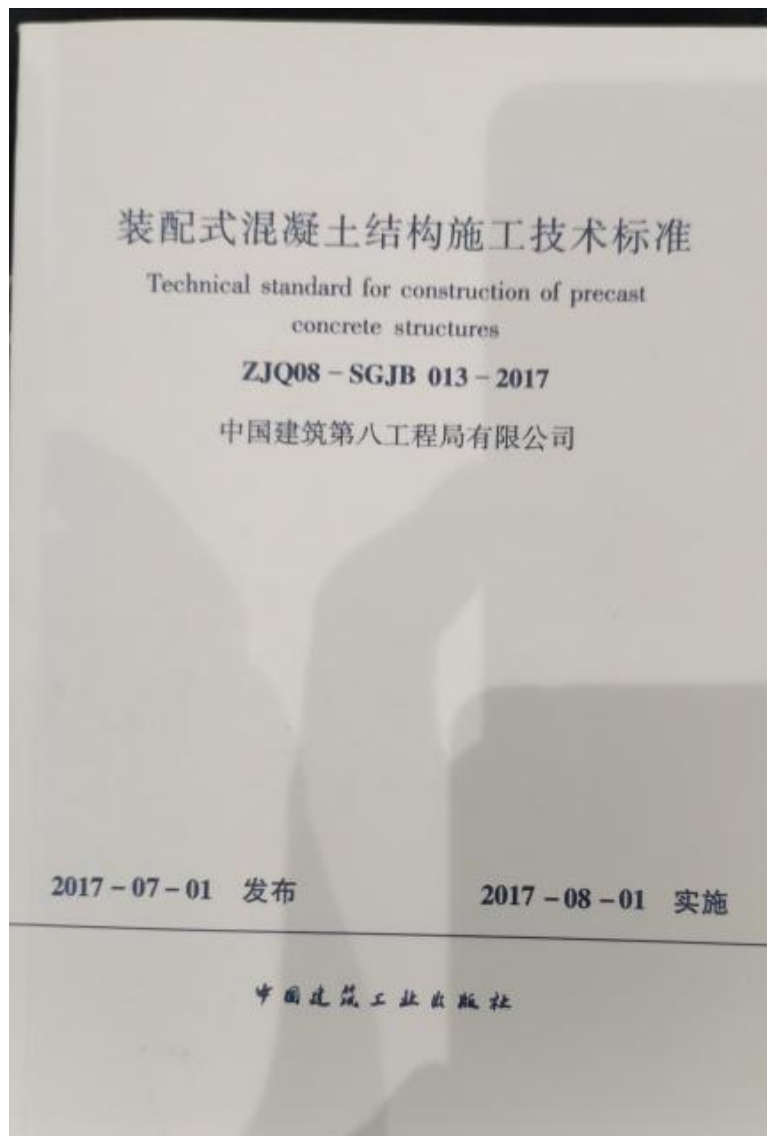 装配式混凝土结构施工技术标准
Technical standard for construction of precast
concrete structures
ZJQ08-SGJB 013-2017
中国建筑第八工程局有限公司
2017-07-01 发布 2017-08-01 实施
中国建筑工业出版社